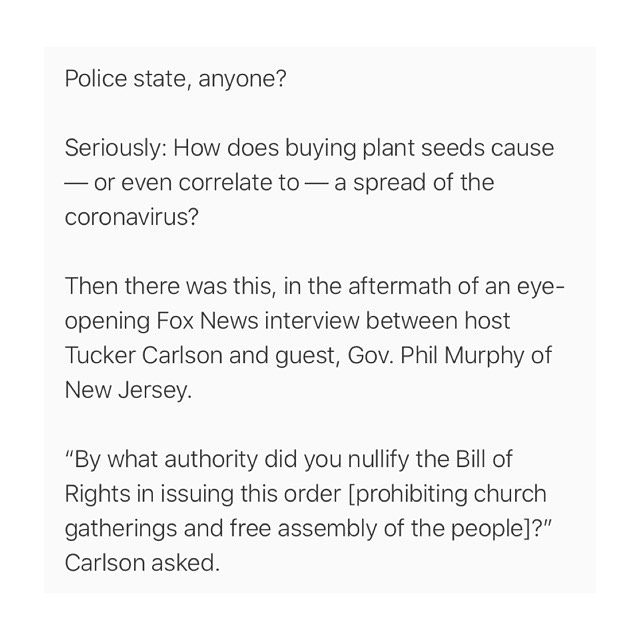 Police state, anyone?
Seriously: How does buying plant seeds cause
— or even correlate to — a spread of the
coronavirus?
Then there was this, in the aftermath of an eye-
opening Fox News interview between host
Tucker Carlson and guest, Gov. Phil Murphy of
New Jersey.
“By what authority did you nullify the Bill of
Rights in issuing this order [prohibiting church
gatherings and free assembly of the people]?”
Carlson asked.